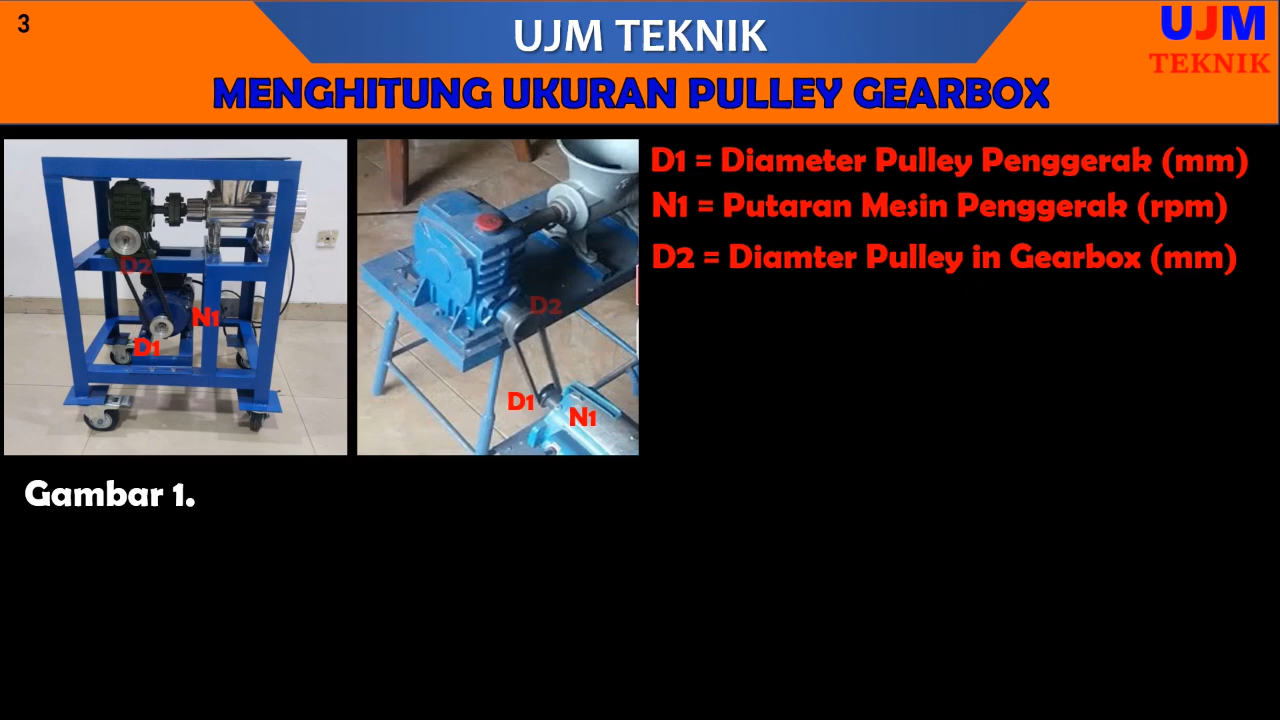 3
UJM TEKNIK
UJM
TEKNIK
MENGHITUNG UKURAN PULLEY GEARBOX
D1 = Diameter Pulley Penggerak (mm)
N1 = Putaran Mesin Penggerak (rpm)
D2 = Diamter Pulley in Gearbox (mm)
D2
N1
D1
D2
D1
N1
Gambar 1.